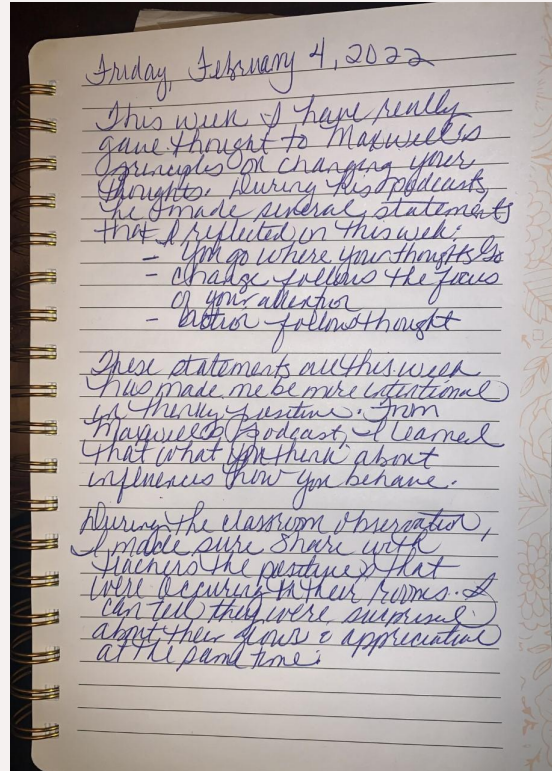 Friday, February 4, 2022
This week I have really
gave thought to Maxwell's
principles on changing your
thoughts. During his podcasts,
he made several statements
that I reflected on this week:
- You go where your thoughts go
- change follows the focus
of your attention
- action follows thought
These statements all this week
has made me be more intentional
in positive. From
Maxwell's Podcast, I learned
that what you think about
influences how you behave.
During the classroom observation,
I made sure share with
teachers the positives that
were occuring in their rooms. I
can tell they were surprised
about their & appreciative
at the same time.